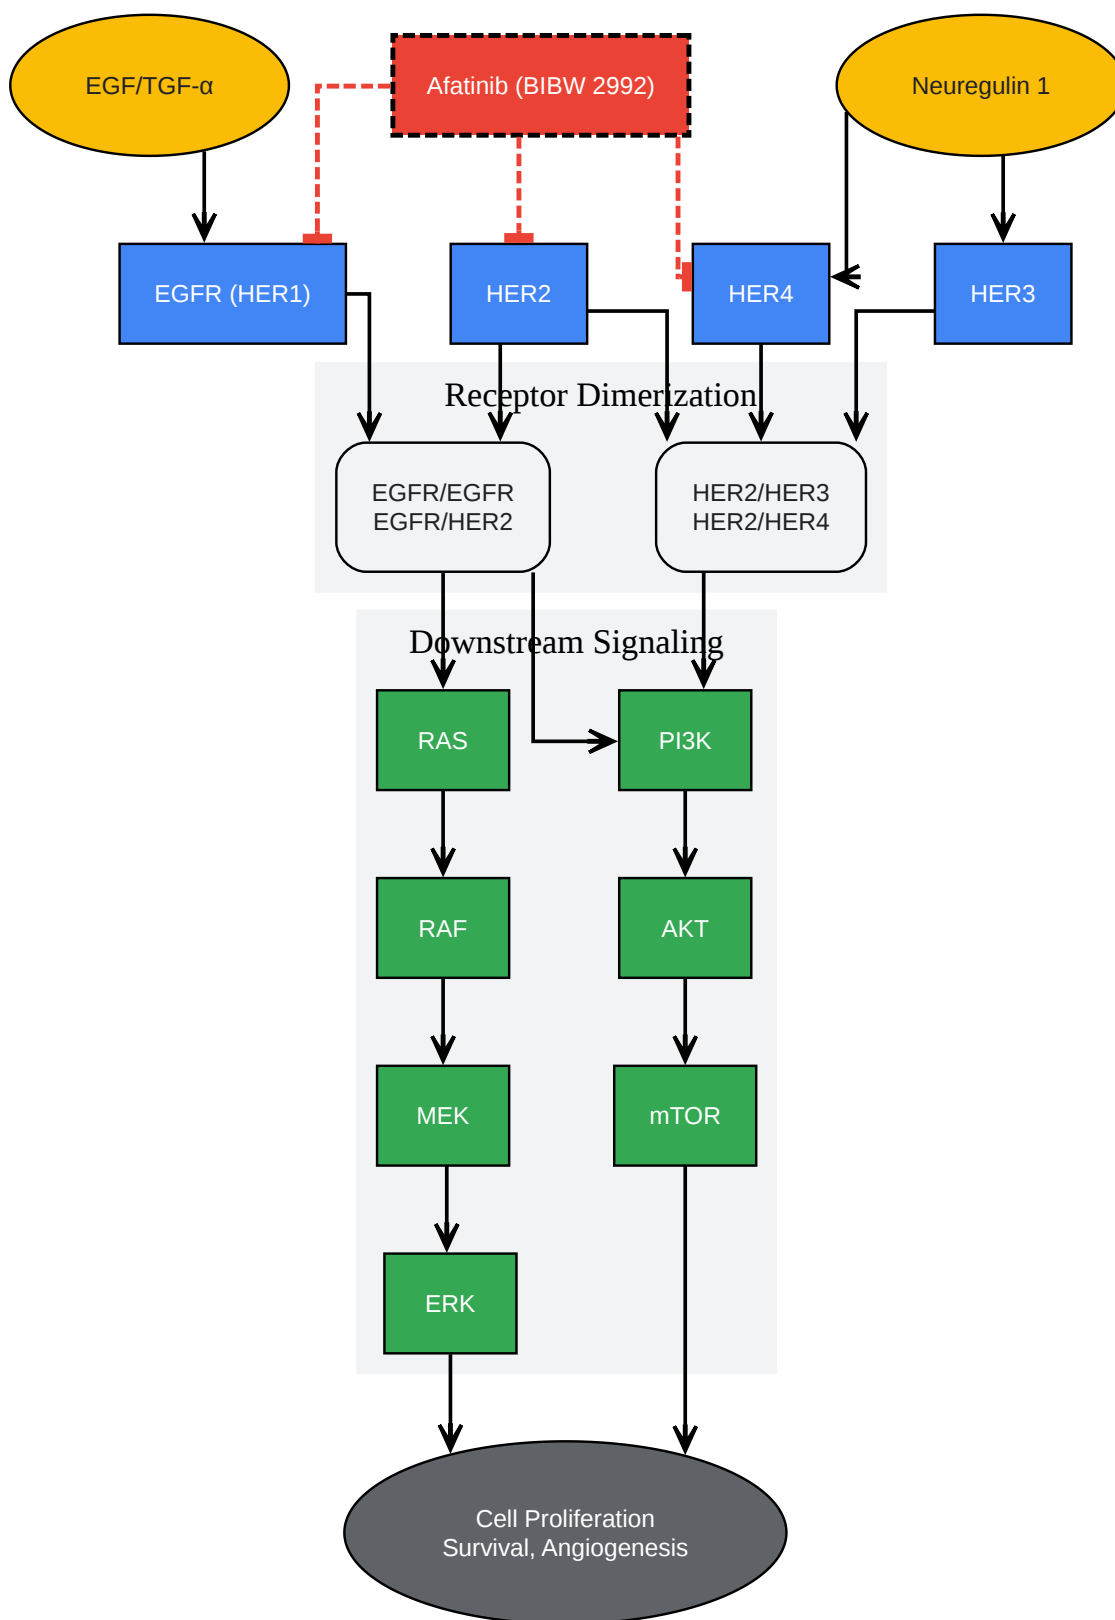 EGF/TGF-α
Afatinib (BIBW 2992)
Neuregulin 1
EGFR (HER1)
HER2
HER4
HER3
Receptor Dimerization
EGFR/EGFR
EGFR/HER2
HER2/HER3
HER2/HER4
Downstream Signaling
RAS
PI3K
RAF
AKT
MEK
mTOR
ERK
Cell Proliferation
Survival, Angiogenesis